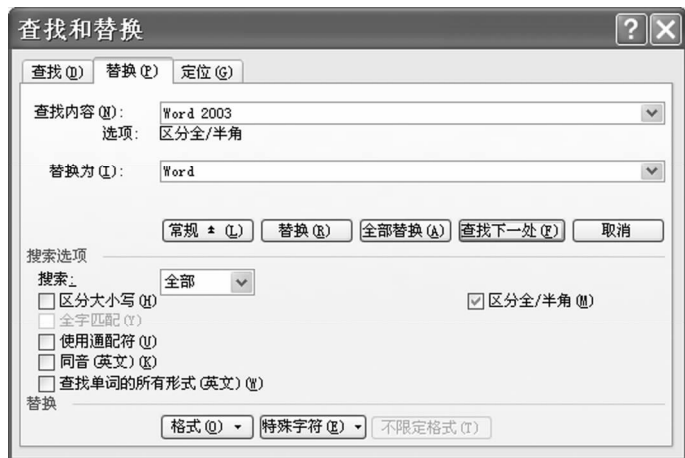 查找和替换
查找(D) 替换(P) 定位(G)
查找内容(N): Word 2003
选项: 区分全/半角
替换为(I): Word
常规 (L) 替换(R) 全部替换(A) 查找下一处(F) 取消
搜索选项
搜索: 全部
区分大小写(H) 区分全/半角(M)
全字匹配(Y)
使用通配符(U)
同音(英文)(K)
查找单词的所有形式(英文)(W)
替换
格式(O) 特殊字符(E) 不限定格式(T)